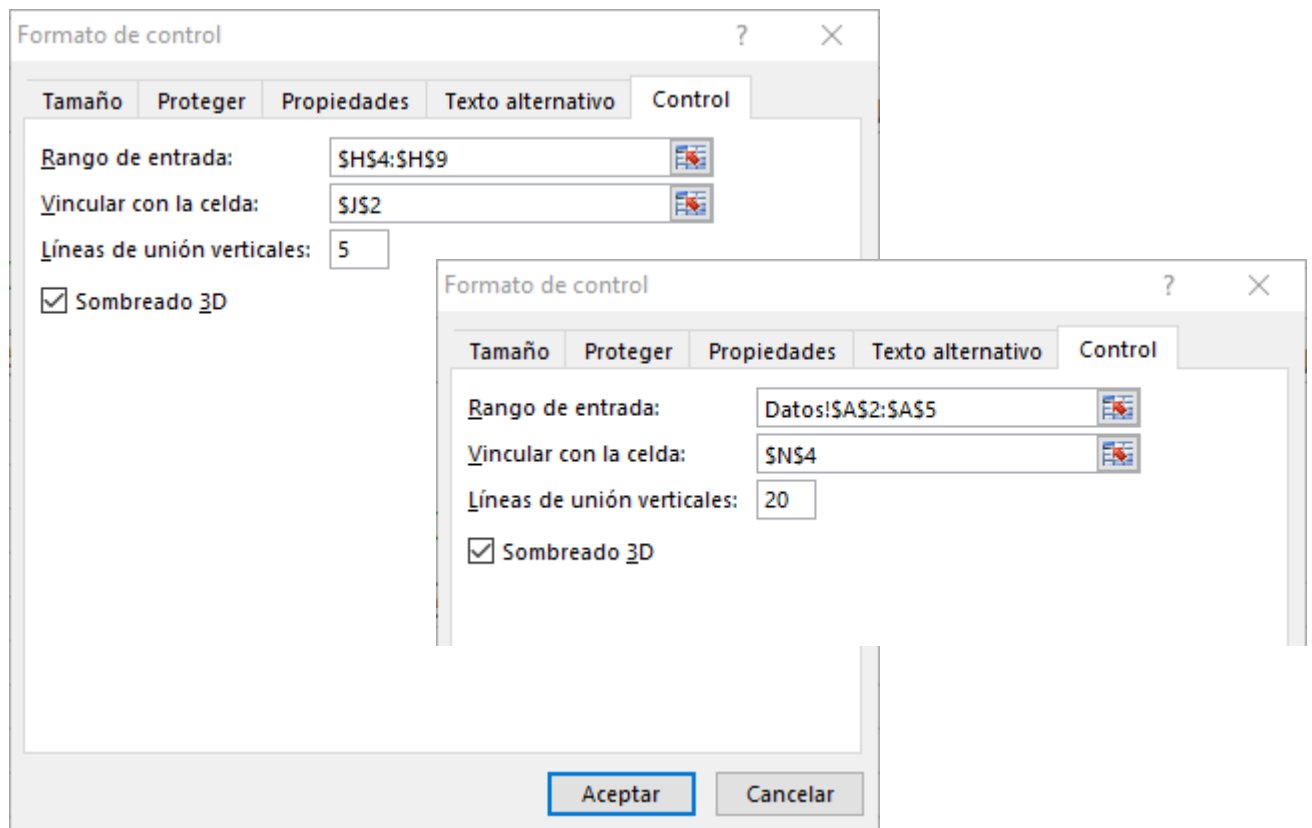 Formato de control ?
Tamaño Proteger Propiedades Texto alternativo Control
Rango de entrada: $H$4:$H$9
Vincular con la celda: $J$2
Líneas de unión verticales: 5
Sombreado 3D
Formato de control ?
Tamaño Proteger Propiedades Texto alternativo Control
Rango de entrada: Datos!$A$2:$A$5
Vincular con la celda: $N$4
Líneas de unión verticales: 20
Sombreado 3D
Aceptar Cancelar